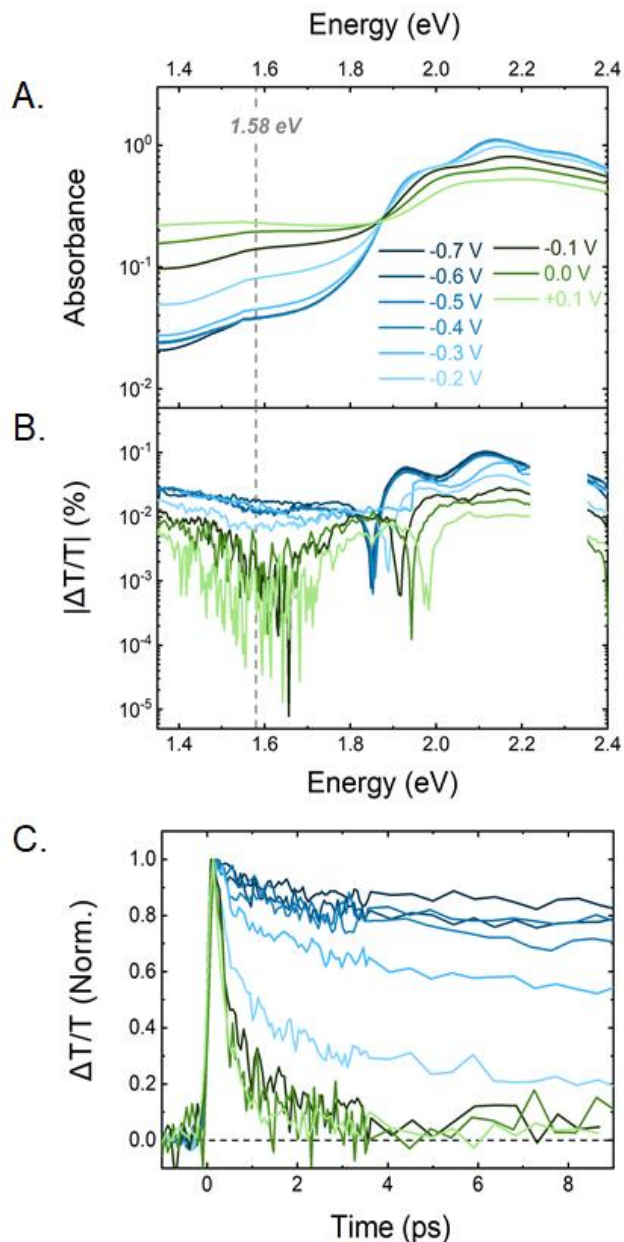 Energy (eV)
1.4 1.6 1.8 2.0 2.2 2.4
A.
1.58 eV
10⁰
10⁻¹
10⁻²
Absorbance
-0.7 V -0.1 V
-0.6 V 0.0 V
-0.5 V +0.1 V
-0.4 V
-0.3 V
-0.2 V
B.
10⁻¹
10⁻²
10⁻³
10⁻⁴
10⁻⁵
|ΔT/T| (%)
1.4 1.6 1.8 2.0 2.2 2.4
Energy (eV)
C.
1.0
0.8
0.6
0.4
0.2
0.0
ΔT/T (Norm.)
0 2 4 6 8
Time (ps)